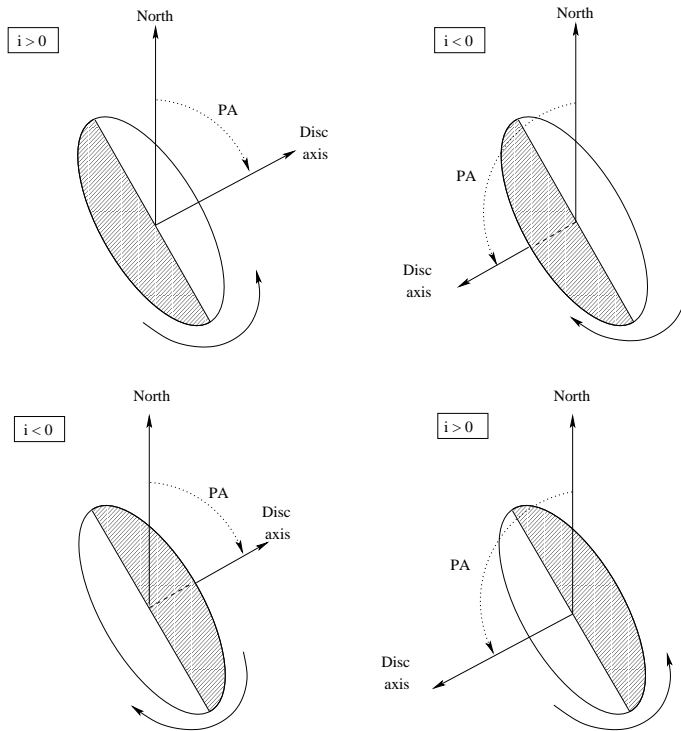 North
i > 0
PA
Disc
axis
North
i < 0
PA
Disc
axis
North
i < 0
PA
Disc
axis
North
i > 0
PA
Disc
axis